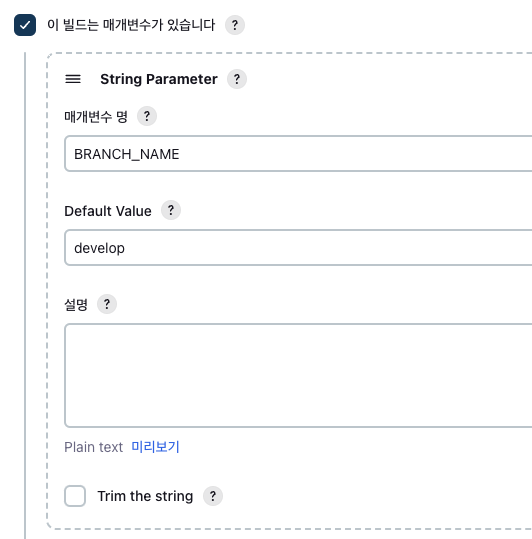 이 빌드는 매개변수가 있습니다 ?
String Parameter ?
매개변수 명 ?
BRANCH_NAME
Default Value ?
develop
설명 ?
Plain text 미리보기
Trim the string ?